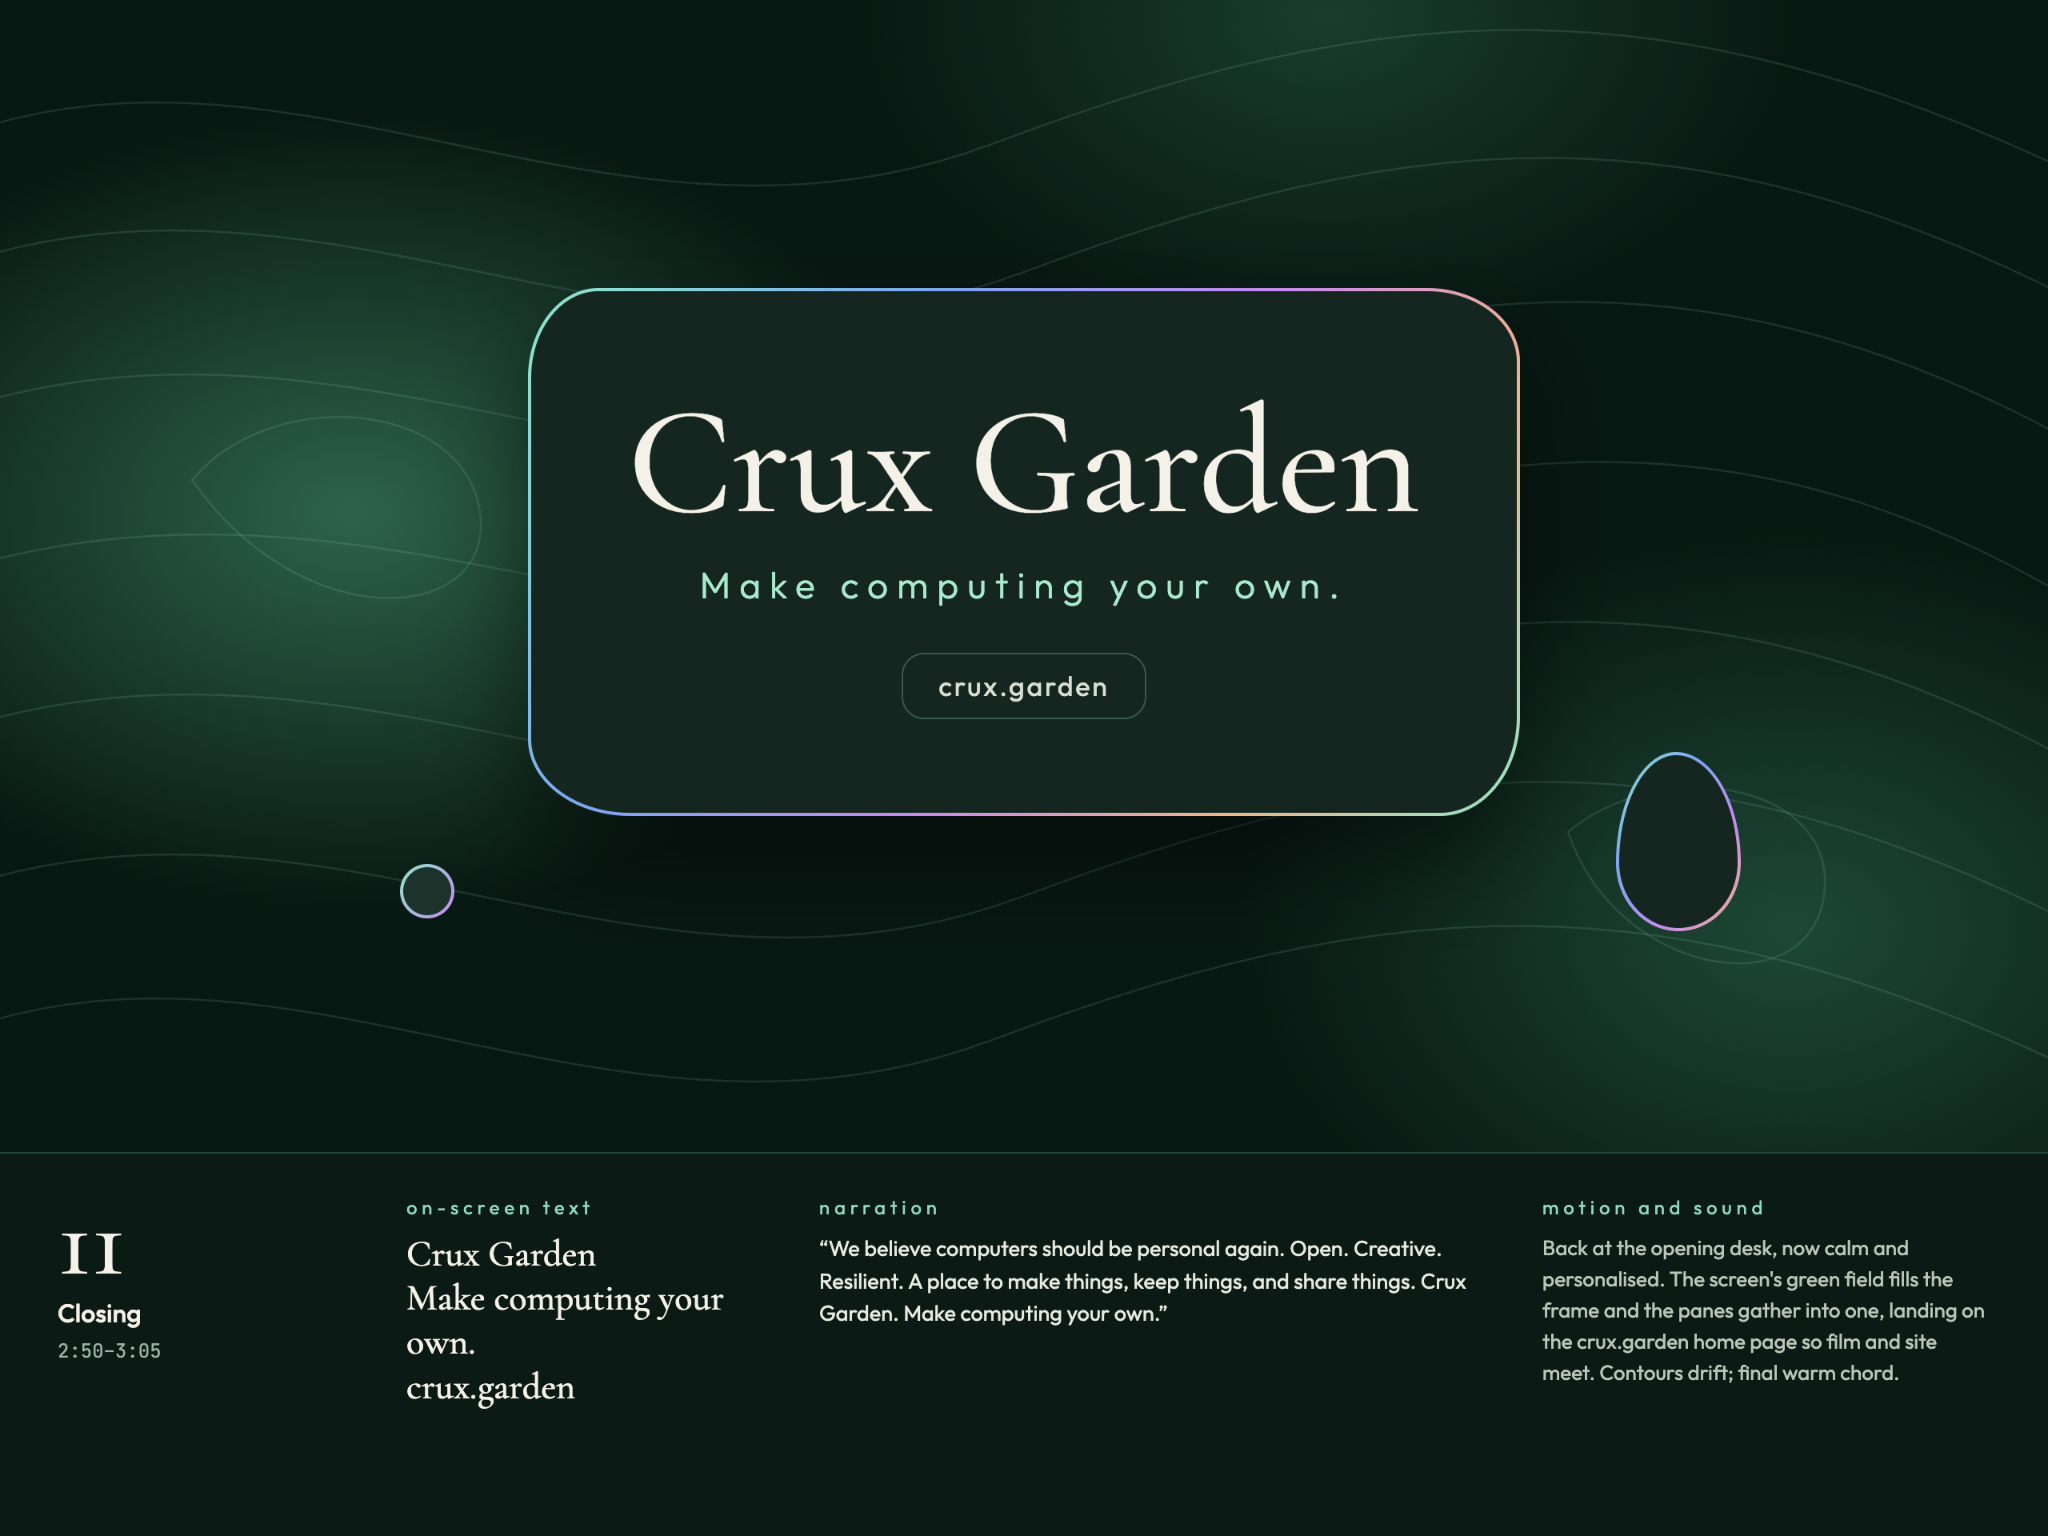 Crux Garden
Make computing your own.
crux.garden
11
Closing
2:50–3:05
on-screen text
Crux Garden
Make computing your
own.
crux.garden
narration
“We believe computers should be personal again. Open. Creative.
Resilient. A place to make things, keep things, and share things. Crux
Garden. Make computing your own.”
motion and sound
Back at the opening desk, now calm and
personalised. The screen's green field fills the
frame and the panes gather into one, landing on
the crux.garden home page so film and site
meet. Contours drift; final warm chord.